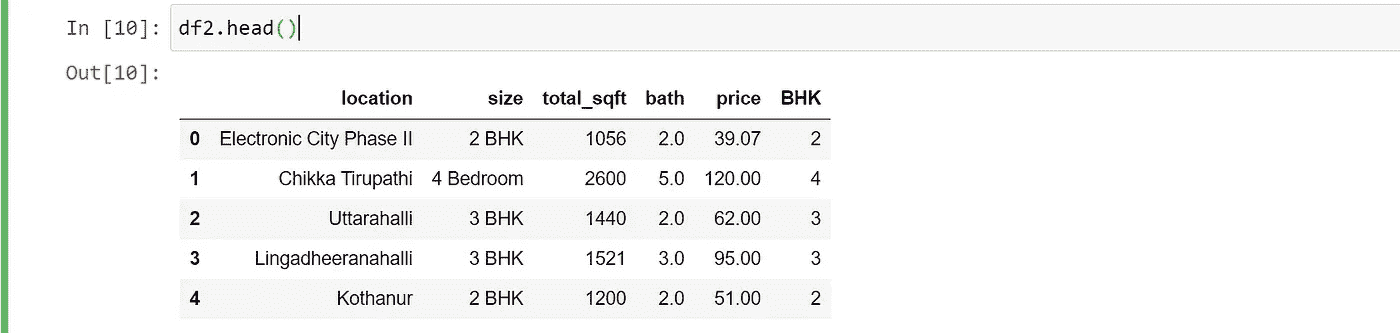 In [10]: df2.head()
Out[10]:
location size total_sqft bath price BHK
0 Electronic City Phase II 2 BHK 1056 2.0 39.07 2
1 Chikka Tirupathi 4 Bedroom 2600 5.0 120.00 4
2 Uttarahalli 3 BHK 1440 2.0 62.00 3
3 Lingadheeranahalli 3 BHK 1521 3.0 95.00 3
4 Kothanur 2 BHK 1200 2.0 51.00 2